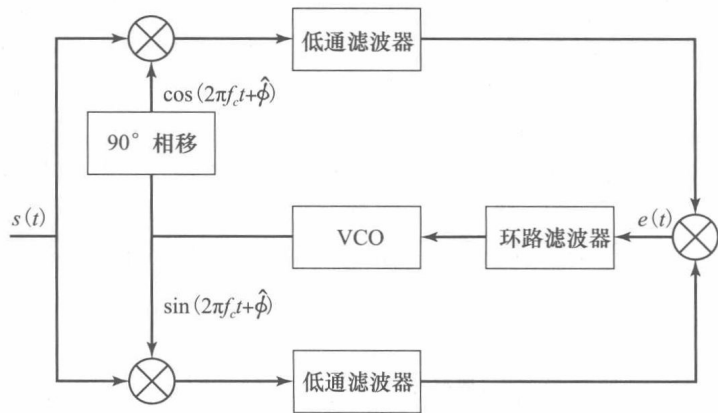 低通滤波器
cos(2πf_ct+ϕ̂)
90° 相移
s(t)
VCO
环路滤波器
e(t)
sin(2πf_ct+ϕ̂)
低通滤波器